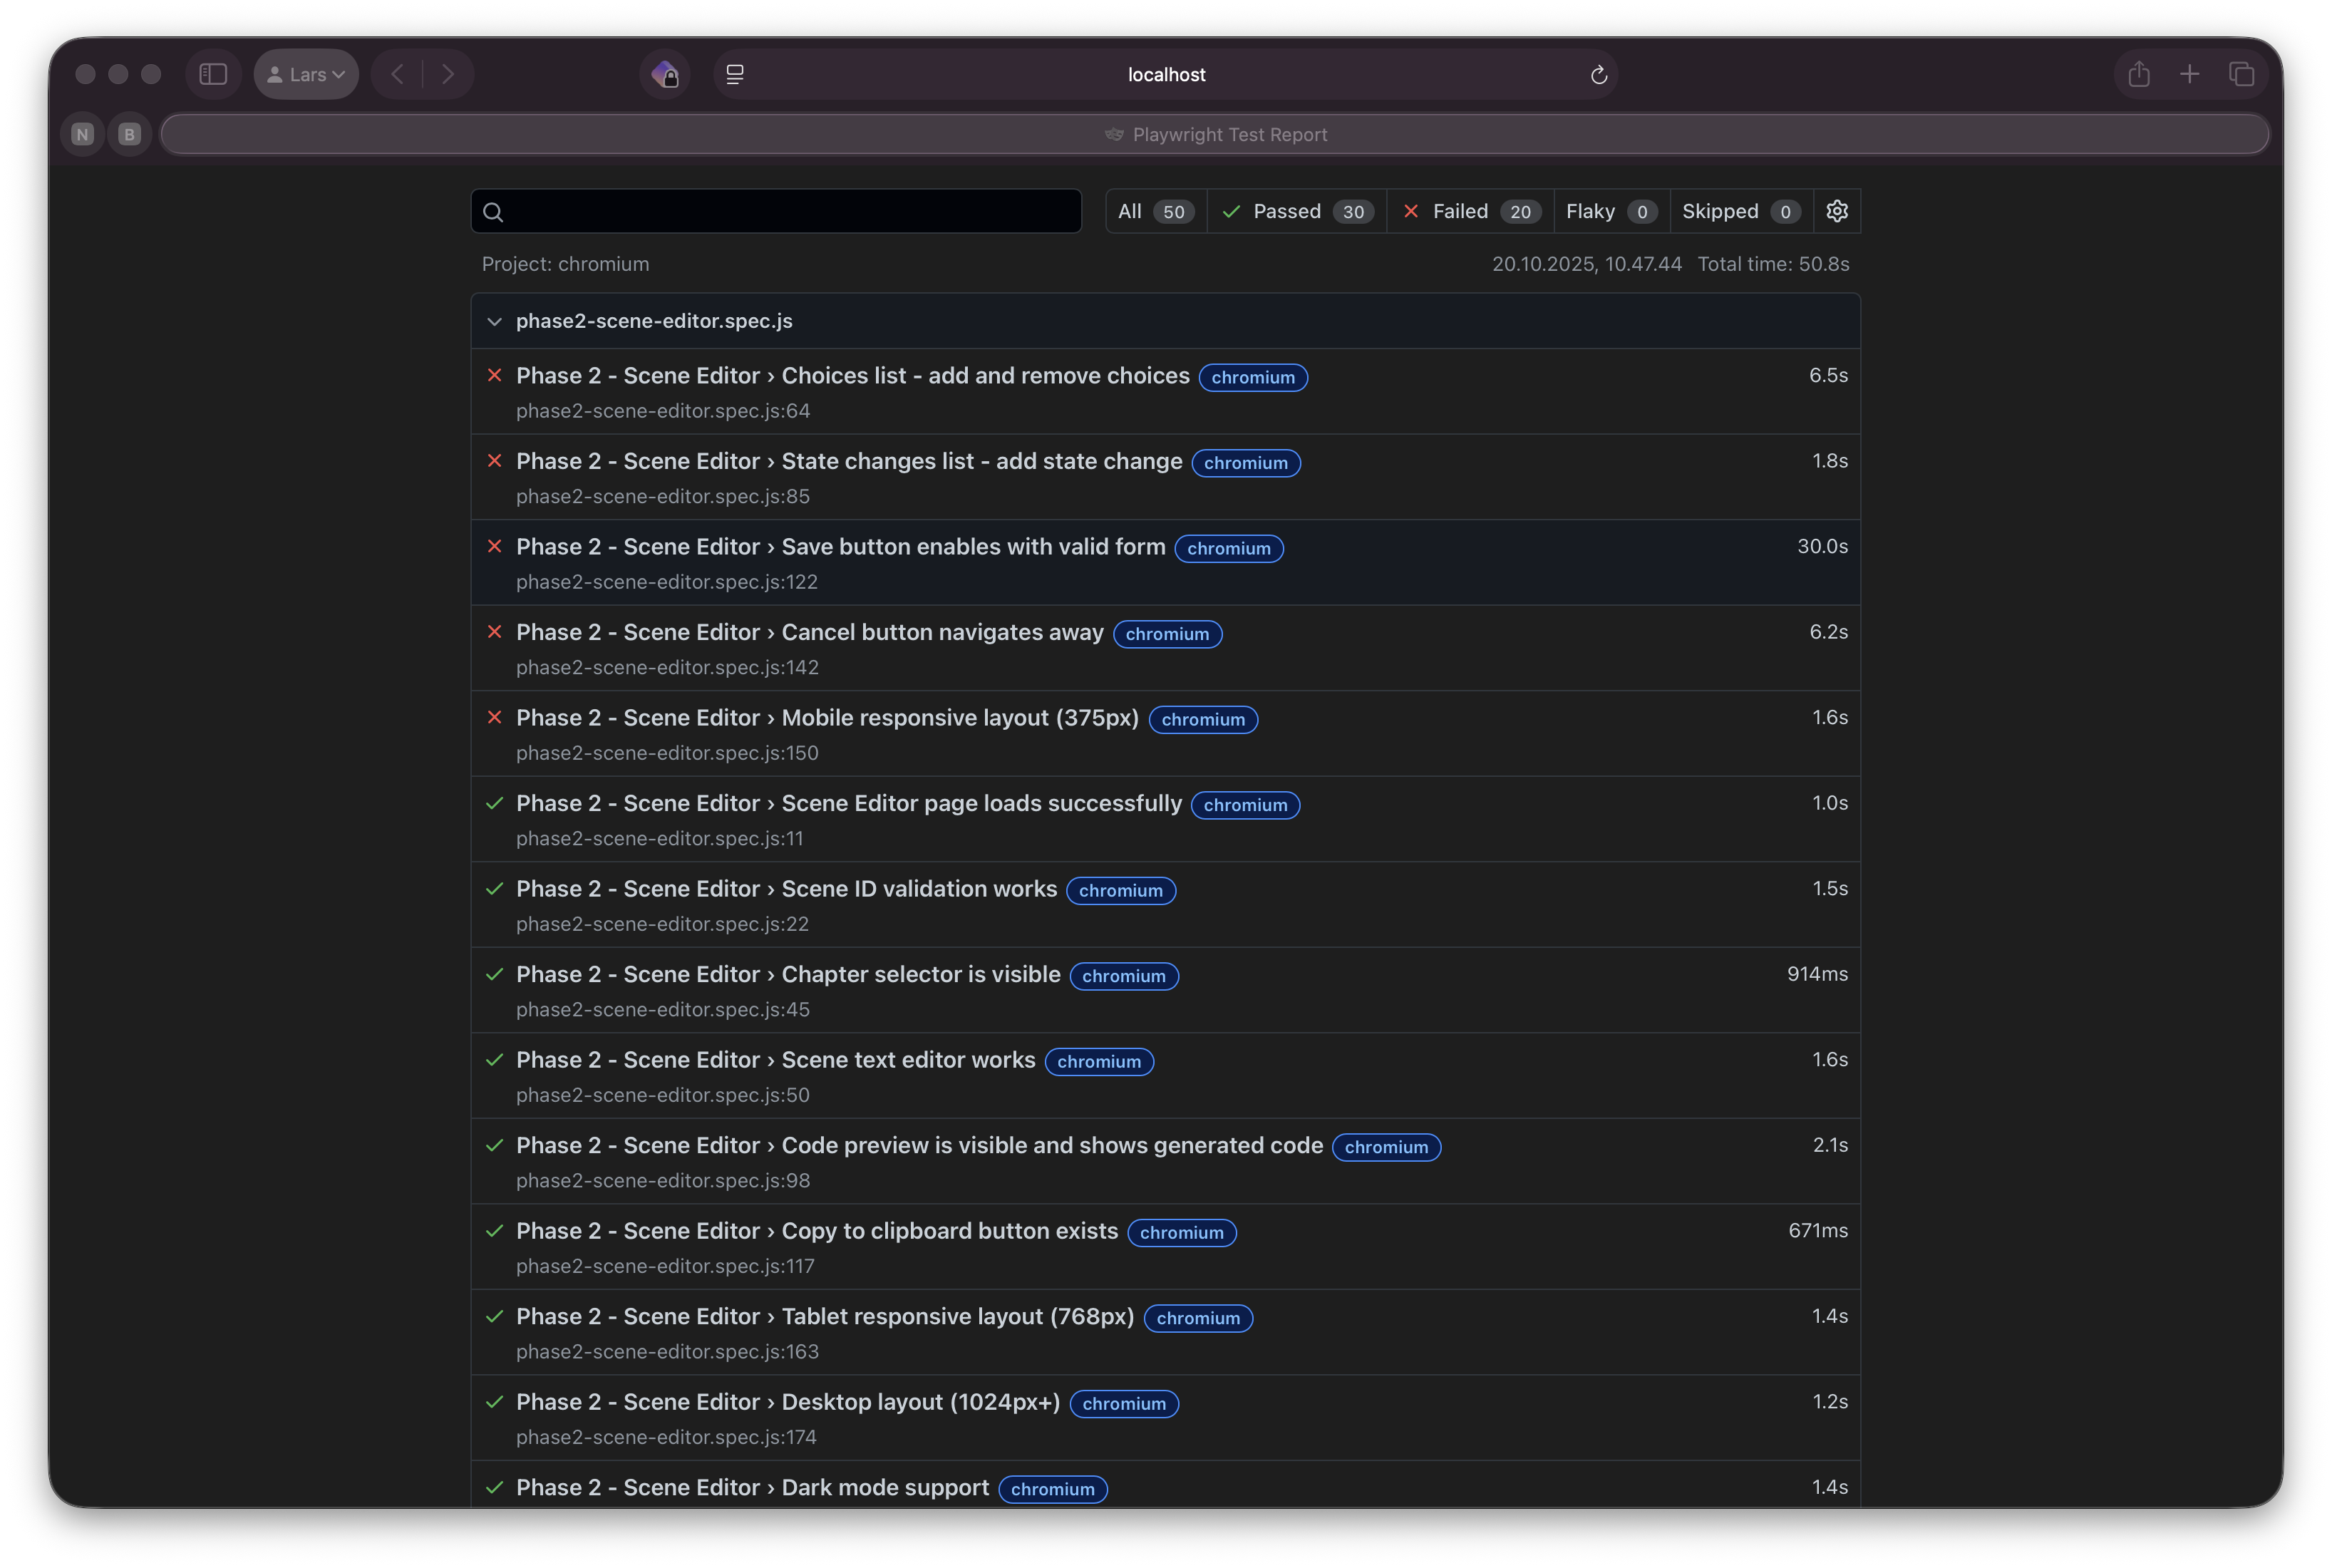 Lars
localhost
N
B
Playwright Test Report
All 50
Passed 30
Failed 20
Flaky 0
Skipped 0
Project: chromium
20.10.2025, 10.47.44 Total time: 50.8s
phase2-scene-editor.spec.js
Phase 2 - Scene Editor › Choices list - add and remove choices chromium 6.5s
phase2-scene-editor.spec.js:64
Phase 2 - Scene Editor › State changes list - add state change chromium 1.8s
phase2-scene-editor.spec.js:85
Phase 2 - Scene Editor › Save button enables with valid form chromium 30.0s
phase2-scene-editor.spec.js:122
Phase 2 - Scene Editor › Cancel button navigates away chromium 6.2s
phase2-scene-editor.spec.js:142
Phase 2 - Scene Editor › Mobile responsive layout (375px) chromium 1.6s
phase2-scene-editor.spec.js:150
Phase 2 - Scene Editor › Scene Editor page loads successfully chromium 1.0s
phase2-scene-editor.spec.js:11
Phase 2 - Scene Editor › Scene ID validation works chromium 1.5s
phase2-scene-editor.spec.js:22
Phase 2 - Scene Editor › Chapter selector is visible chromium 914ms
phase2-scene-editor.spec.js:45
Phase 2 - Scene Editor › Scene text editor works chromium 1.6s
phase2-scene-editor.spec.js:50
Phase 2 - Scene Editor › Code preview is visible and shows generated code chromium 2.1s
phase2-scene-editor.spec.js:98
Phase 2 - Scene Editor › Copy to clipboard button exists chromium 671ms
phase2-scene-editor.spec.js:117
Phase 2 - Scene Editor › Tablet responsive layout (768px) chromium 1.4s
phase2-scene-editor.spec.js:163
Phase 2 - Scene Editor › Desktop layout (1024px+) chromium 1.2s
phase2-scene-editor.spec.js:174
Phase 2 - Scene Editor › Dark mode support chromium 1.4s